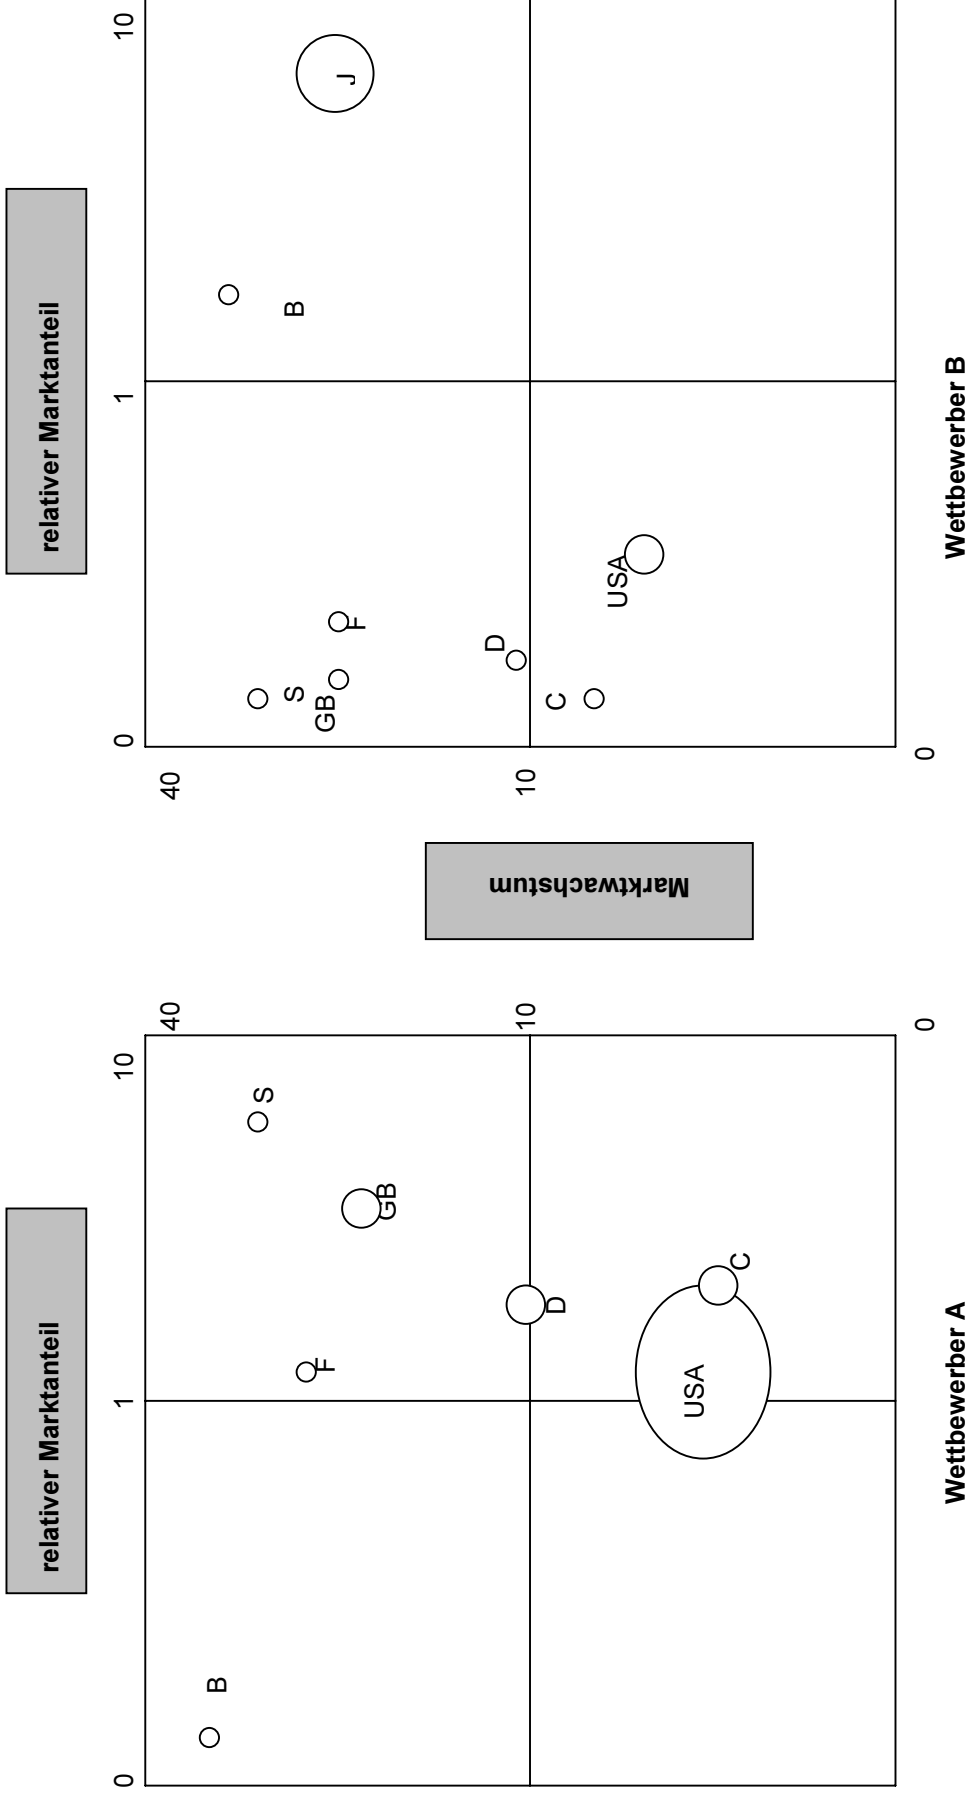 relativer Marktanteil
0 1 10
40
B
S
F
GB
10
D
USA
C
0
Wettbewerber A
Marktwachstum
relativer Marktanteil
0 1 10
40
B
S
J
GB
F
D
10
C
USA
0
Wettbewerber B